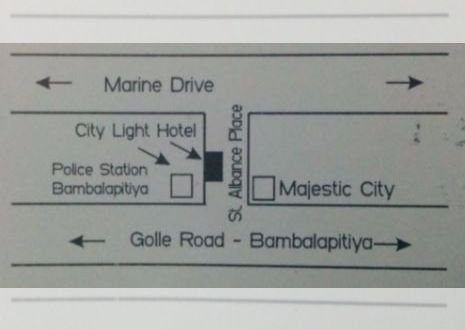 Marine Drive
City Light Hotel
St. Albance Place
Police Station
Bambalapitiya
Majestic City
Golle Road - Bambalapitiya